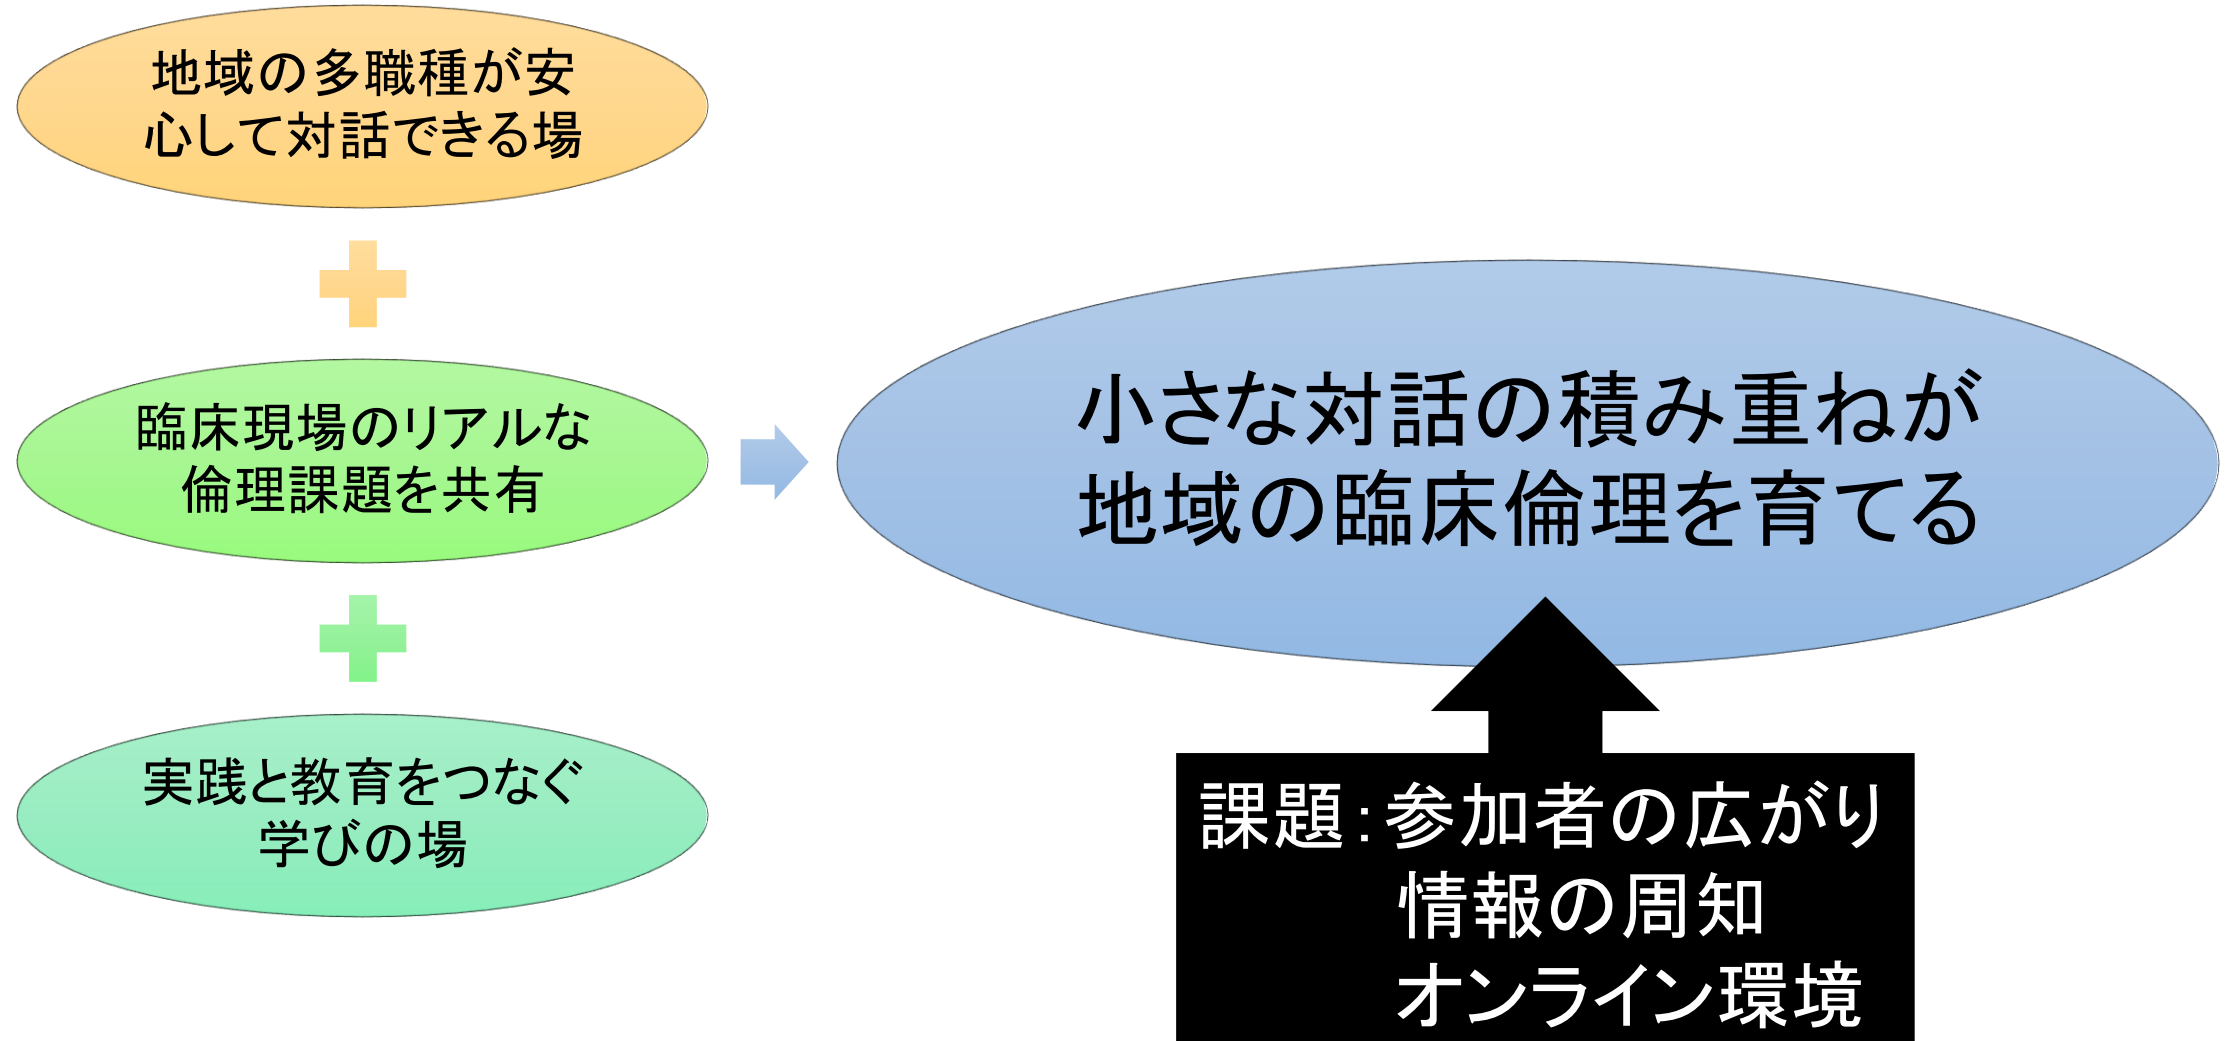 地域の多職種が安
心して対話できる場
臨床現場のリアルな
倫理課題を共有
実践と教育をつなぐ
学びの場
小さな対話の積み重ねが
地域の臨床倫理を育てる
課題：参加者の広がり
情報の周知
オンライン環境